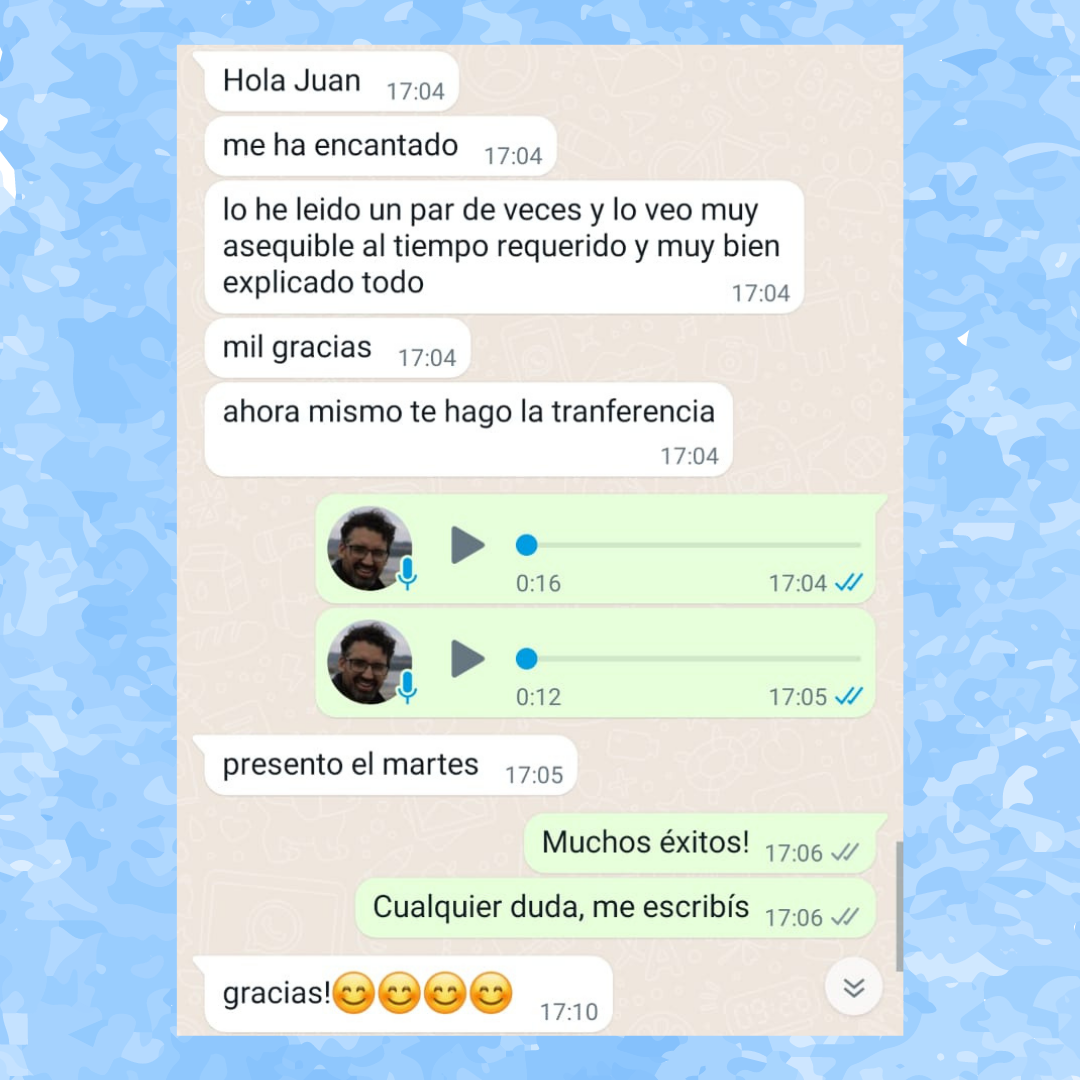 Hola Juan 17:04
me ha encantado 17:04
lo he leido un par de veces y lo veo muy
asequible al tiempo requerido y muy bien
explicado todo 17:04
mil gracias 17:04
ahora mismo te hago la tranferencia
17:04
0:16 17:04
0:12 17:05
presento el martes 17:05
Muchos éxitos! 17:06
Cualquier duda, me escribís 17:06
gracias!😊😊😊😊 17:10